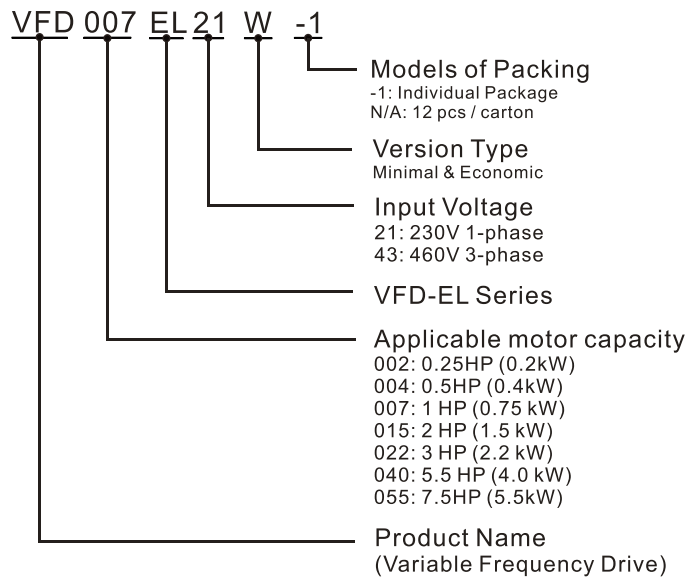 VFD 007 EL 21 W -1
Models of Packing
-1: Individual Package
N/A: 12 pcs / carton
Version Type
Minimal & Economic
Input Voltage
21: 230V 1-phase
43: 460V 3-phase
VFD-EL Series
Applicable motor capacity
002: 0.25HP (0.2kW)
004: 0.5HP (0.4kW)
007: 1 HP (0.75 kW)
015: 2 HP (1.5 kW)
022: 3 HP (2.2 kW)
040: 5.5 HP (4.0 kW)
055: 7.5HP (5.5kW)
Product Name
(Variable Frequency Drive)